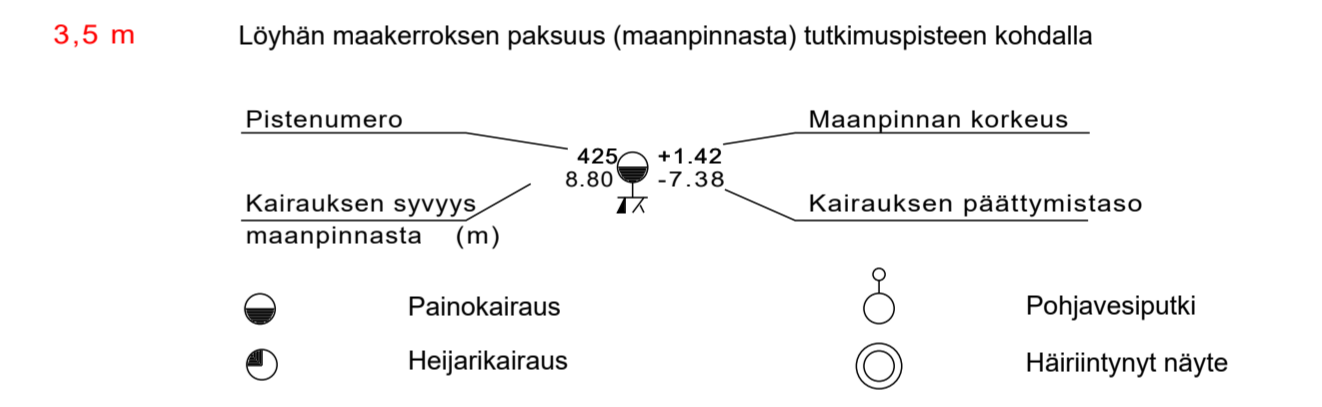 3,5 m Löyhän maakerroksen paksuus (maanpinnasta) tutkimuspisteen kohdalla
Pistenumero
Maanpinnan korkeus
425 +1.42
8.80 -7.38
Kairauksen syvyys
maanpinnasta (m)
Kairauksen päättymistaso
Painokairaus
Pohjavesiputki
Heijarikairaus
Häiriintynyt näyte